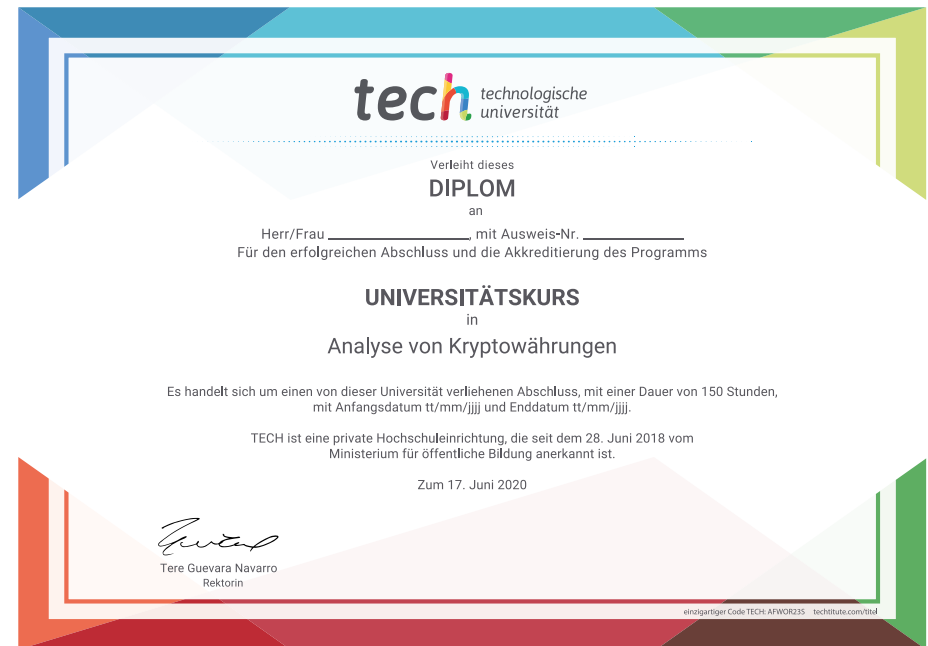 tech technologische
universität
Verleiht dieses
DIPLOM
an
Herr/Frau ____________, mit Ausweis-Nr. ____________
Für den erfolgreichen Abschluss und die Akkreditierung des Programms
UNIVERSITÄTSKURS
in
Analyse von Kryptowährungen
Es handelt sich um einen von dieser Universität verliehenen Abschluss, mit einer Dauer von 150 Stunden,
mit Anfangsdatum tt/mm/jjjj und Enddatum tt/mm/jjjj.
TECH ist eine private Hochschuleinrichtung, die seit dem 28. Juni 2018 vom
Ministerium für öffentliche Bildung anerkannt ist.
Zum 17. Juni 2020
Tere Guevara Navarro
Rektorin
einzigartiger Code TECH: AFWOR23S techtitute.com/titel